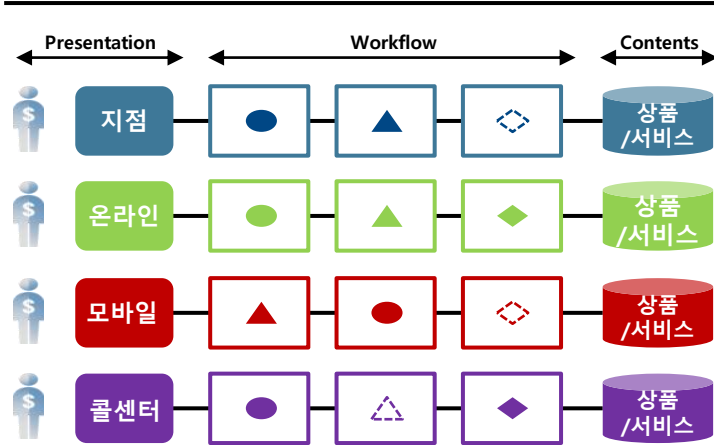 Presentation Workflow Contents
$ 지점 상품
/서비스
$ 온라인 상품
/서비스
$ 모바일 상품
/서비스
$ 콜센터 상품
/서비스